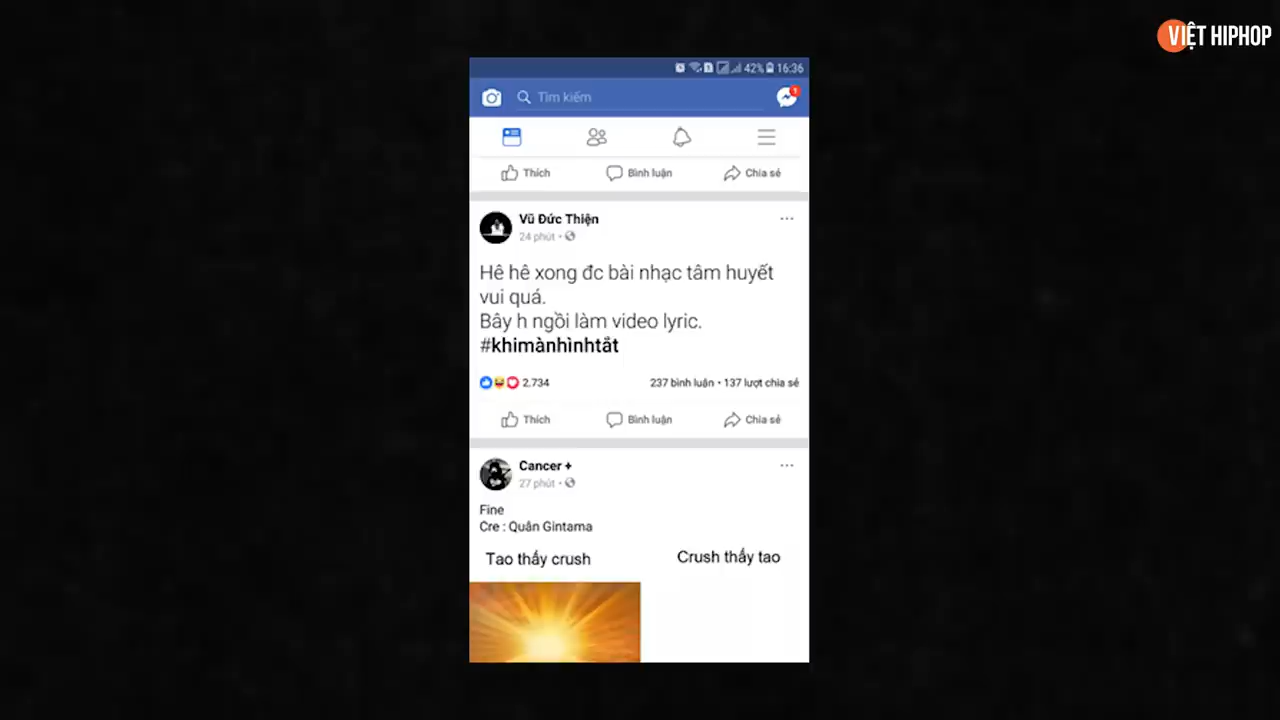 VIỆT HIPHOP
42% 16:36
Tìm kiếm
1
Thích Bình luận Chia sẻ
Vũ Đức Thiện
24 phút •
Hê hê xong đc bài nhạc tâm huyết
vui quá.
Bây h ngồi làm video lyric.
#khimànhìnhtắt
2.734 237 bình luận • 137 lượt chia sẻ
Thích Bình luận Chia sẻ
Cancer +
27 phút •
Fine
Cre : Quân Gintama
Tao thấy crush Crush thấy tao